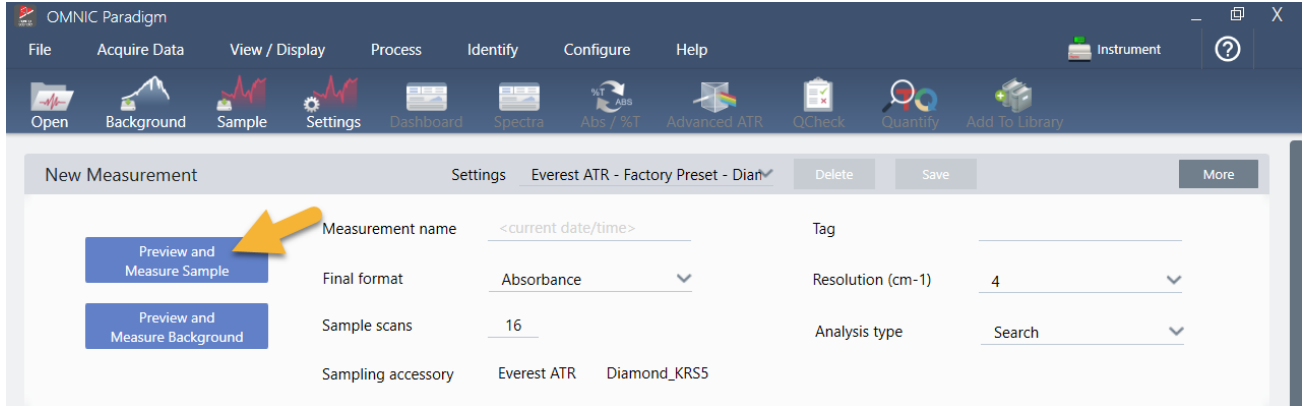 OMNIC Paradigm
File Acquire Data View / Display Process Identify Configure Help Instrument
%T ABS
Open Background Sample Settings Dashboard Spectra Abs / %T Advanced ATR QCheck Quantify Add To Library
New Measurement Settings Everest ATR - Factory Preset - Diam Delete Save More
Preview and
Measure Sample
Preview and
Measure Background
Measurement name <current date/time> Tag
Final format Absorbance Resolution (cm-1) 4
Sample scans 16 Analysis type Search
Sampling accessory Everest ATR Diamond_KRS5